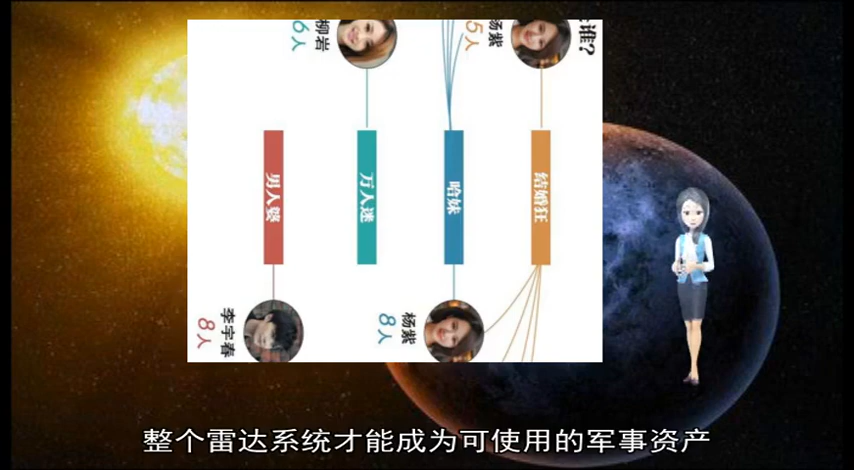 谁?
结婚狂
杨紫
5人
哈妹
杨紫
8人
万人迷
柳岩
6人
男人婆
李宇春
8人
整个雷达系统才能成为可使用的军事资产